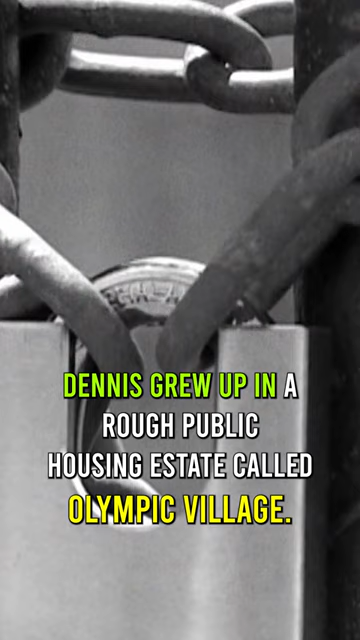 DENNIS GREW UP IN A
ROUGH PUBLIC
HOUSING ESTATE CALLED
OLYMPIC VILLAGE.